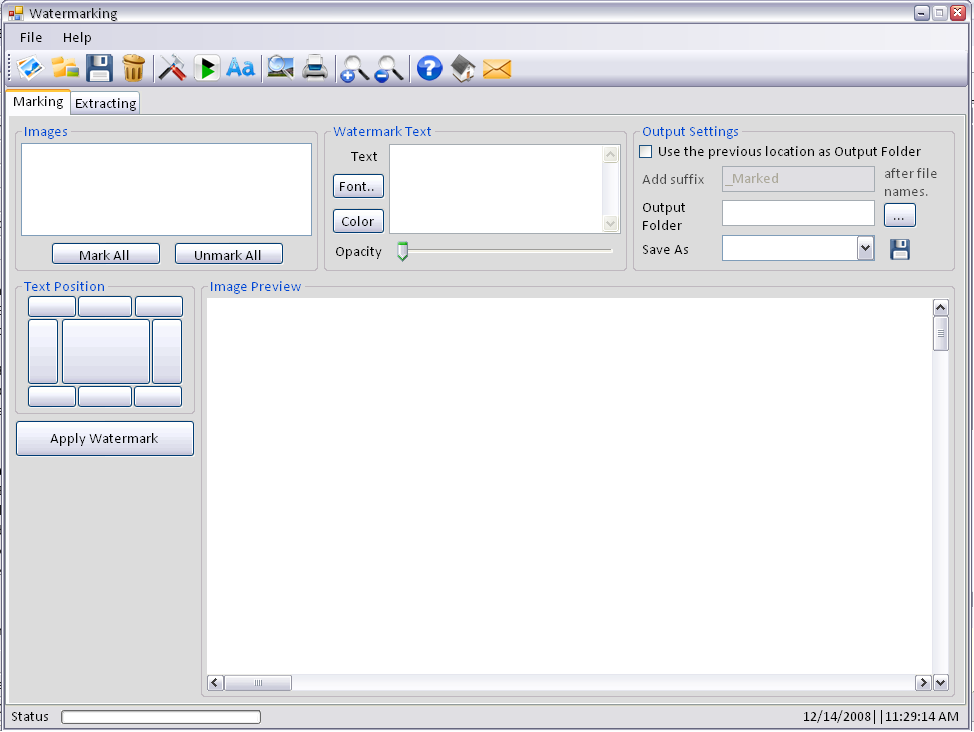 Watermarking
File Help
Aa
Marking Extracting
Images
Mark All Unmark All
Watermark Text
Text
Font..
Color
Opacity
Output Settings
Use the previous location as Output Folder
Add suffix _Marked after file names.
Output Folder ...
Save As
Text Position
Apply Watermark
Image Preview
Status 12/14/2008||11:29:14 AM